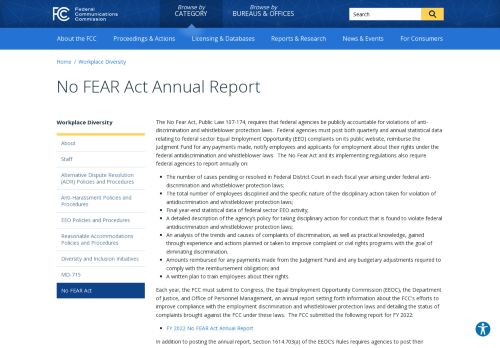 Federal
Communications
Commission
Browse by
CATEGORY
Browse by
BUREAUS & OFFICES
Search
About the FCC
Proceedings & Actions
Licensing & Databases
Reports & Research
News & Events
For Consumers
Home / Workplace Diversity
No FEAR Act Annual Report
Workplace Diversity
About
Staff
Alternative Dispute Resolution
(ADR) Policies and Procedures
Anti-Harassment Policies and
Procedures
EEO Policies and Procedures
Reasonable Accommodations
Policies and Procedures
Diversity and Inclusion Initiatives
MD-715
No FEAR Act
The No Fear Act, Public Law 107-174, requires that federal agencies be publicly accountable for violations of anti-
discrimination and whistleblower protection laws. Federal agencies must post both quarterly and annual statistical data
relating to federal sector Equal Employment Opportunity (EEO) complaints on its public website, reimburse the
Judgment Fund for any payments made, notify employees and applicants for employment about their rights under the
federal antidiscrimination and whistleblower laws. The No Fear Act and its implementing regulations also require
federal agencies to report annually on:
• The number of cases pending or resolved in Federal District Court in each fiscal year arising under federal anti-
discrimination and whistleblower protection laws;
• The total number of employees disciplined and the specific nature of the disciplinary action taken for violation of
antidiscrimination and whistleblower protection laws;
• Final year-end statistical data of federal sector EEO activity;
• A detailed description of the agency's policy for taking disciplinary action for conduct that is found to violate federal
antidiscrimination and whistleblower protection laws;
• An analysis of the trends and causes of complaints of discrimination, as well as practical knowledge, gained
through experience and actions planned or taken to improve complaint or civil rights programs with the goal of
eliminating discrimination.
• Amounts reimbursed for any payments made from the Judgment Fund and any budgetary adjustments required to
comply with the reimbursement obligation; and
• A written plan to train employees about their rights.
Each year, the FCC must submit to Congress, the Equal Employment Opportunity Commission (EEOC), the Department
of Justice, and Office of Personnel Management, an annual report setting forth information about the FCC's efforts to
improve compliance with the employment discrimination and whistleblower protection laws and detailing the status of
complaints brought against the FCC under these laws. The FCC submitted the following report for FY 2022:
• FY 2022 No FEAR Act Annual Report
In addition to posting the annual report, Section 1614.703(a) of the EEOC's Rules requires agencies to post their